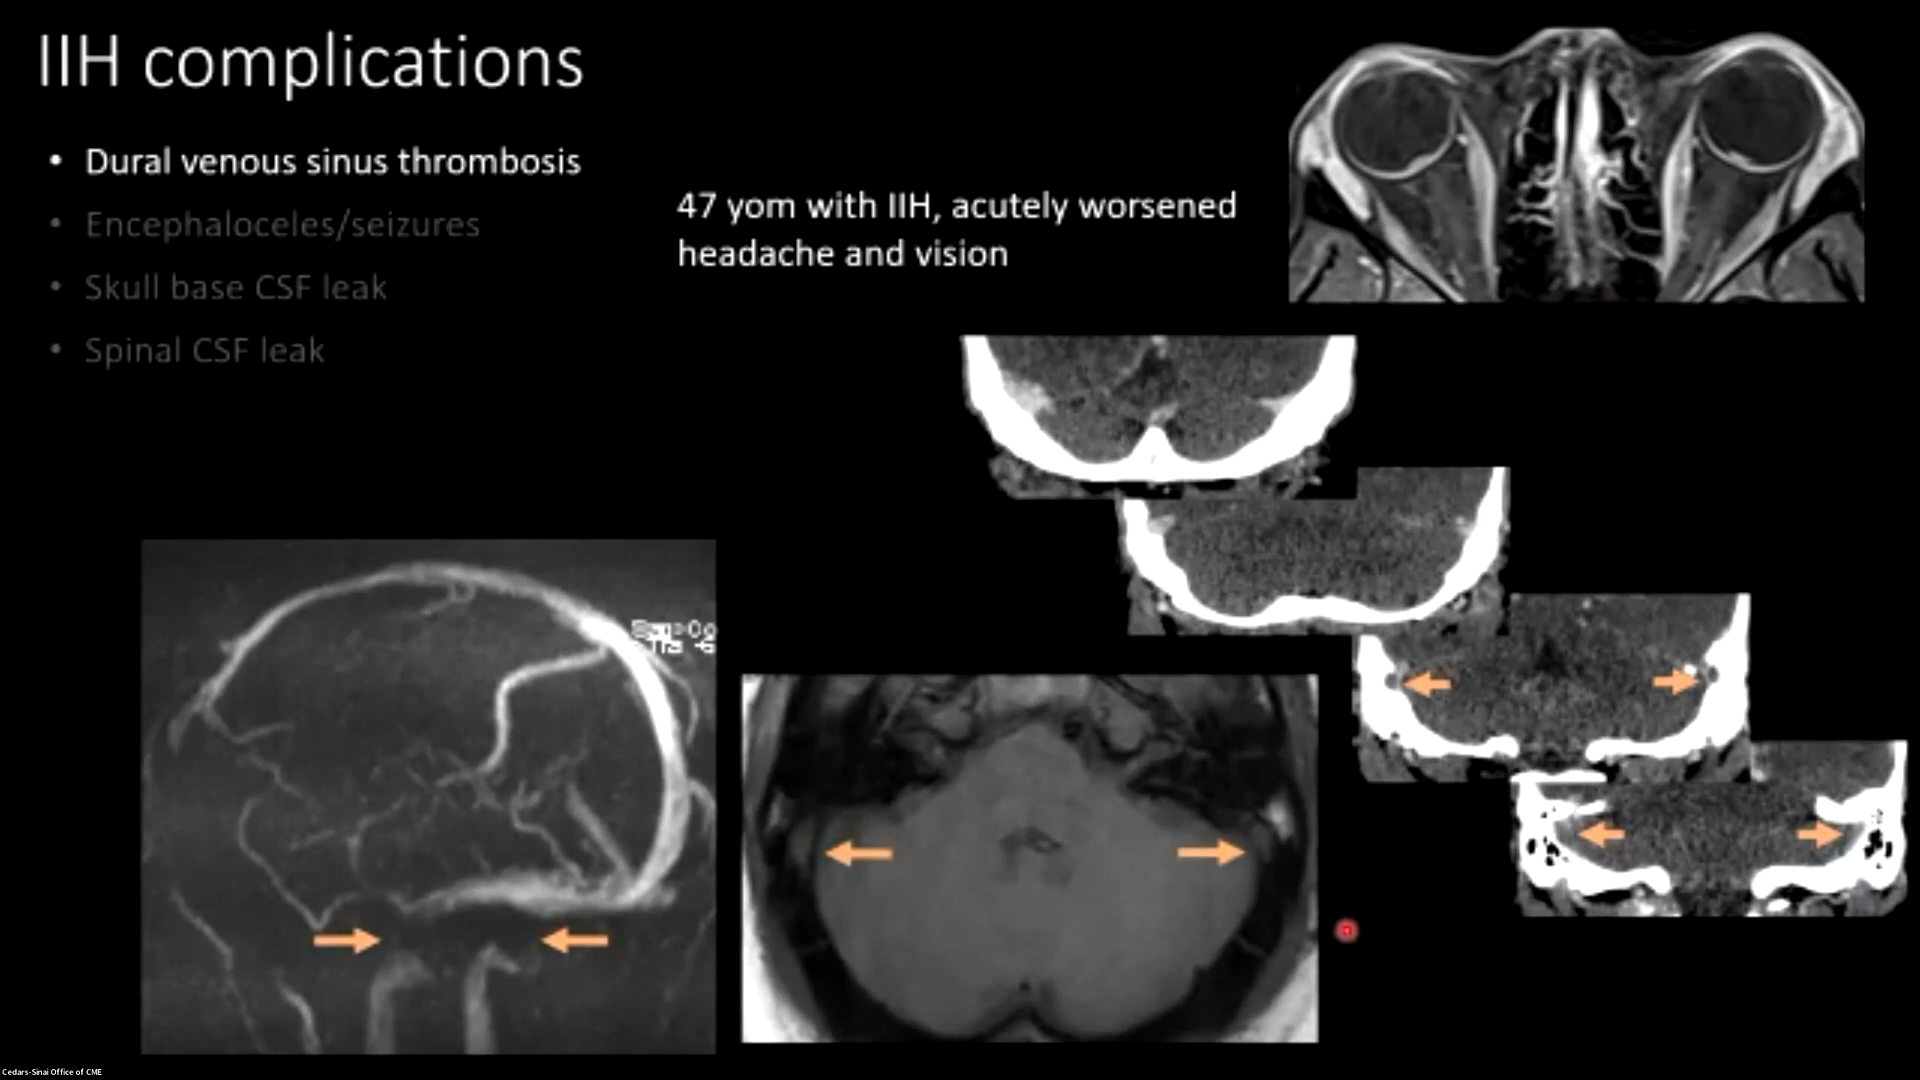 IIH complications
• Dural venous sinus thrombosis
• Encephaloceles/seizures
• Skull base CSF leak
• Spinal CSF leak
47 yom with IIH, acutely worsened
headache and vision
Cedars-Sinai Office of CME